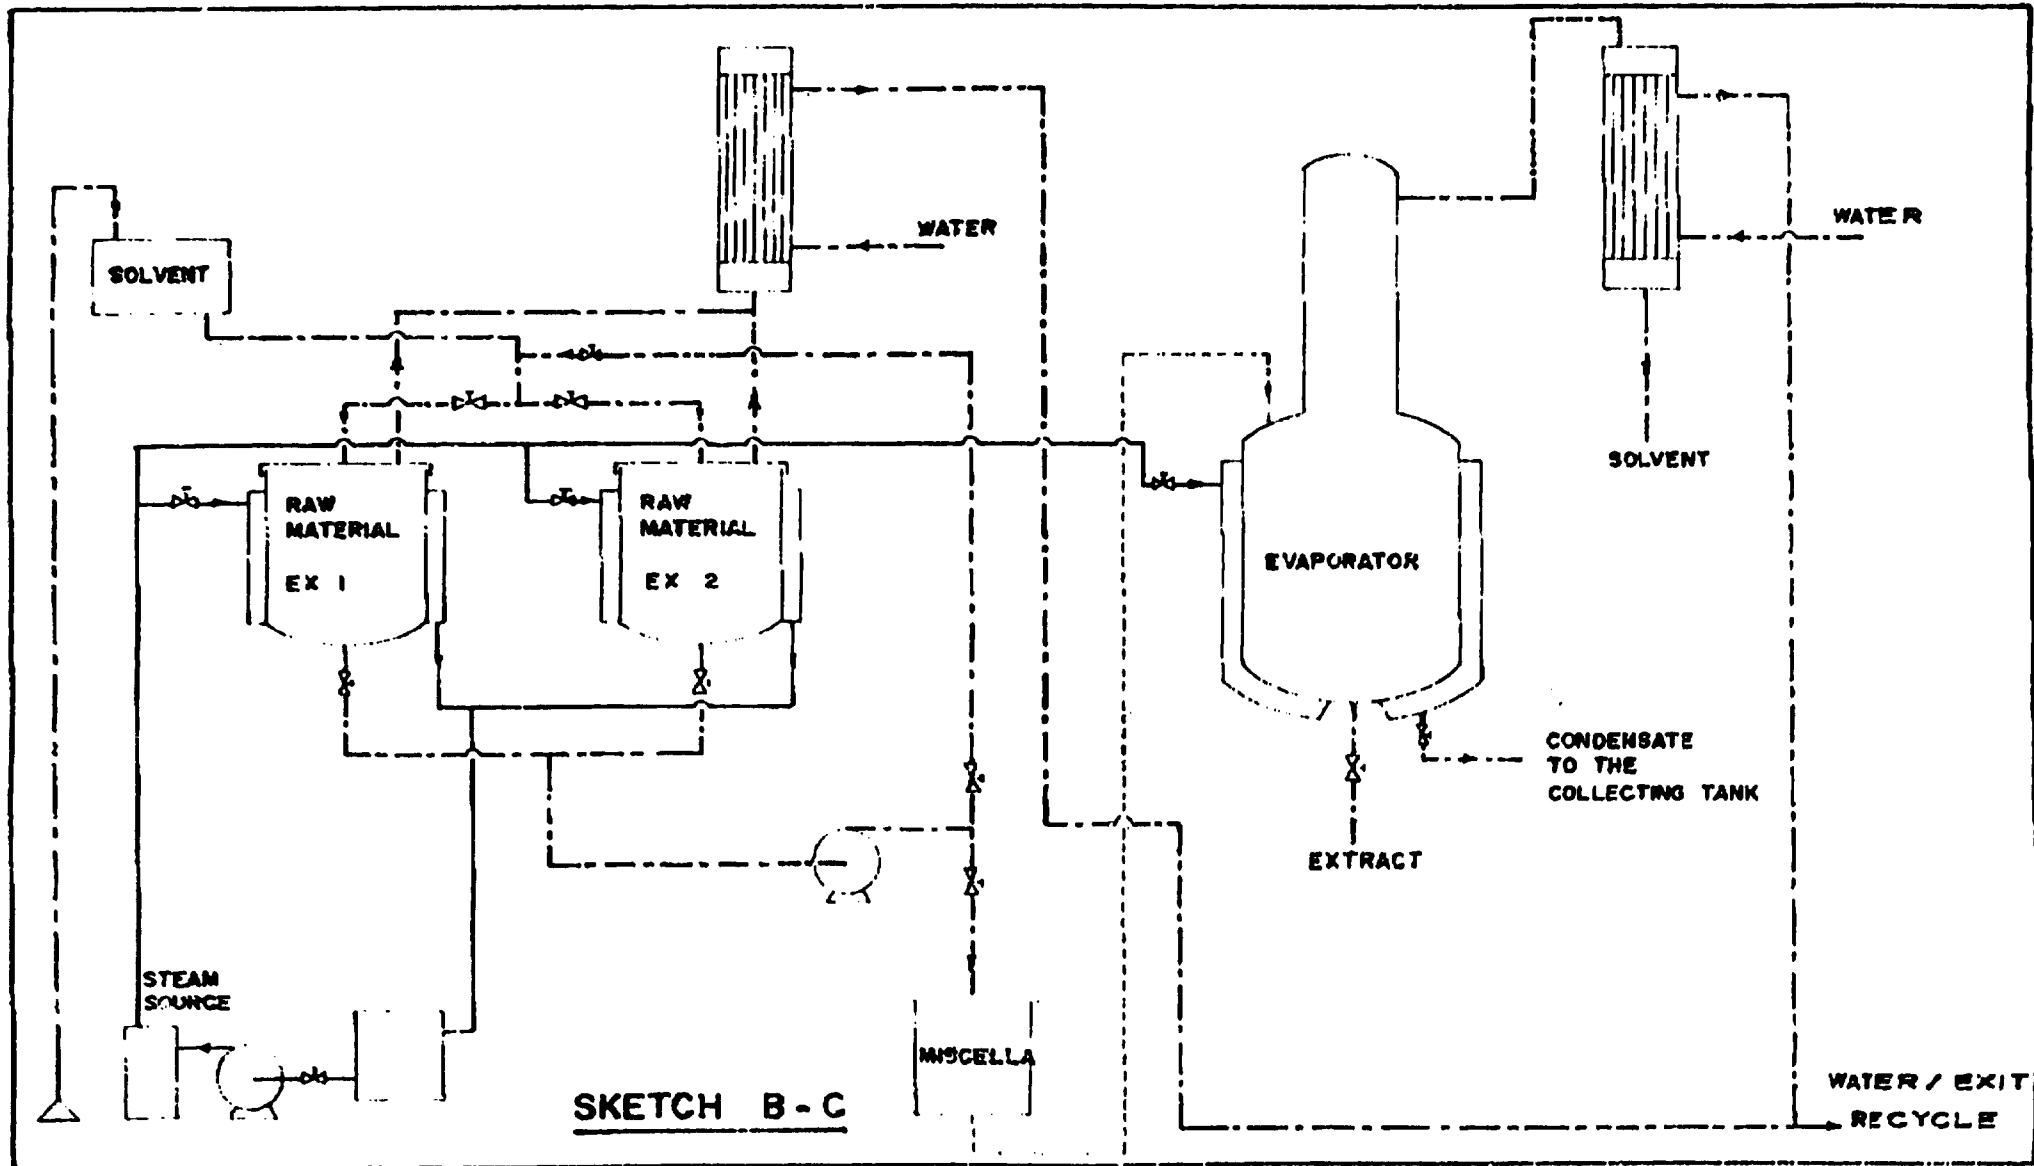 WATER
WATER
SOLVENT
SOLVENT
RAW
MATERIAL
EX 1
RAW
MATERIAL
EX 2
EVAPORATOR
CONDENSATE
TO THE
COLLECTING TANK
EXTRACT
STEAM
SOURCE
MISCELLA
SKETCH B-C
WATER / EXIT
RECYCLE